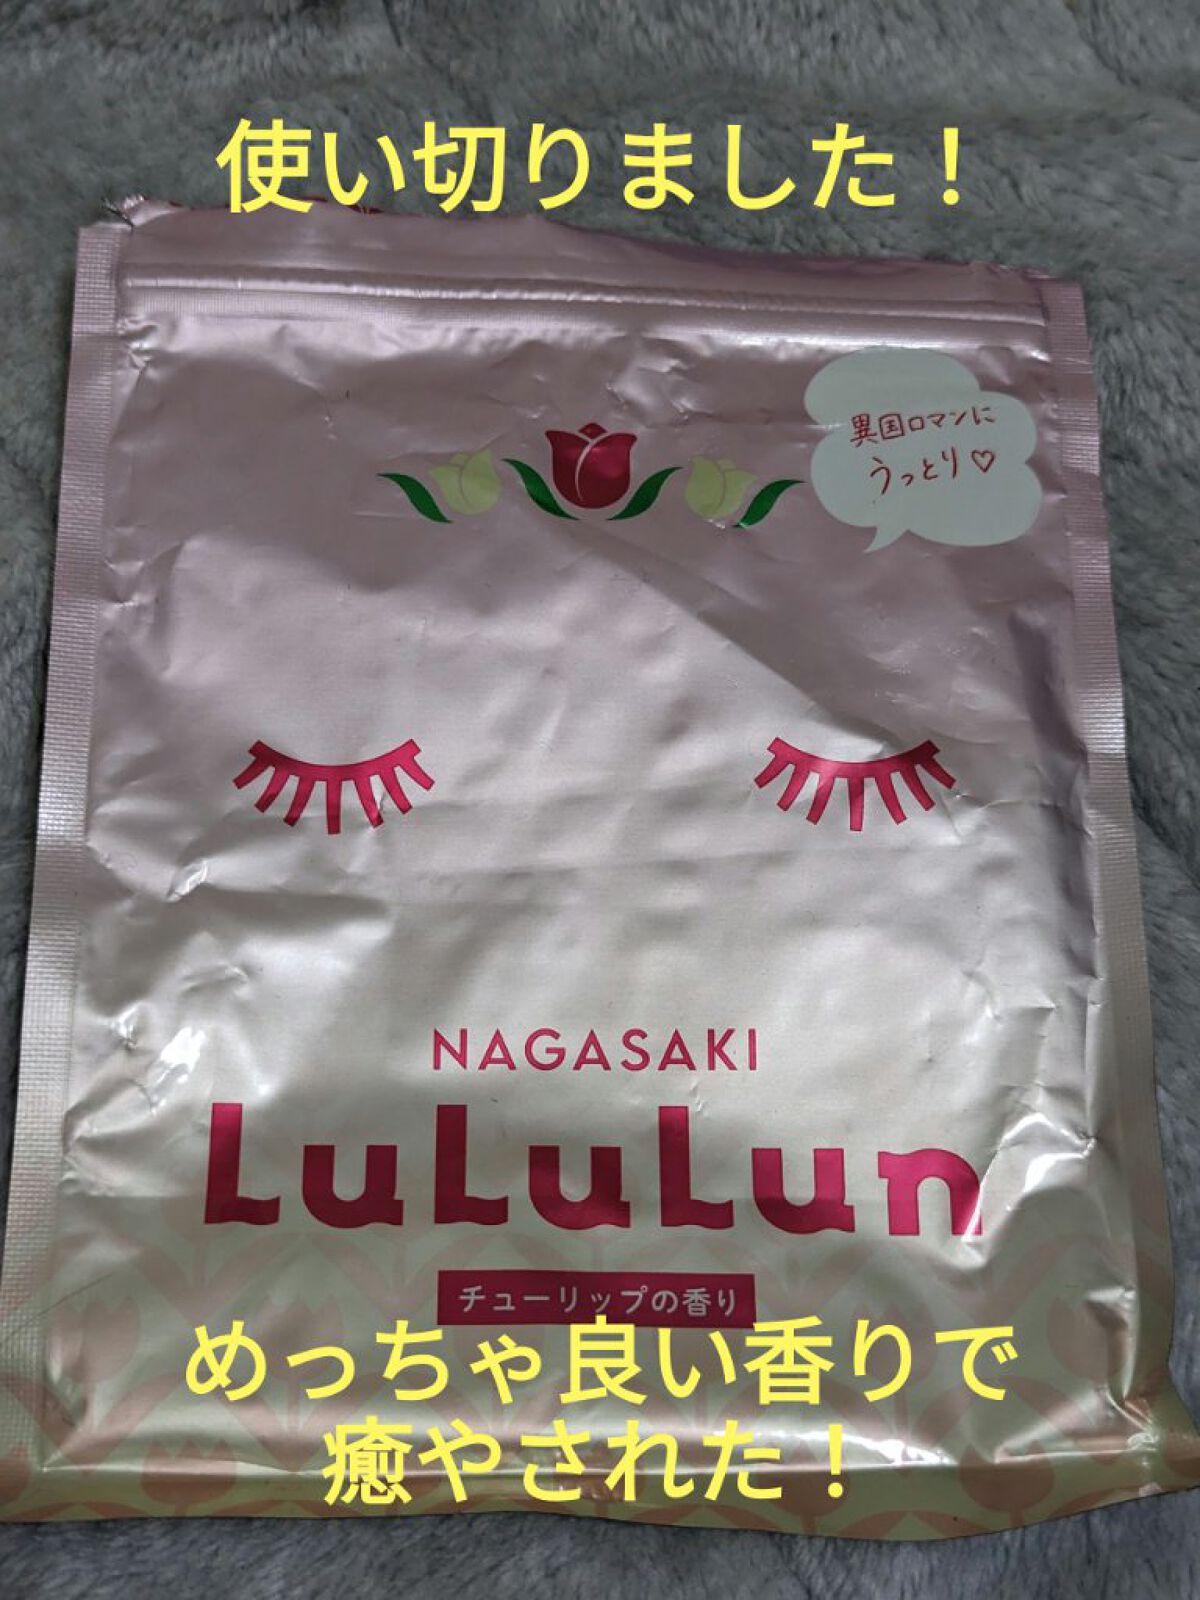 使い切りました！
異国ロマンに
うっとり♡
NAGASAKI
LuLuLun
チューリップの香り
めっちゃ良い香りで
癒やされた！